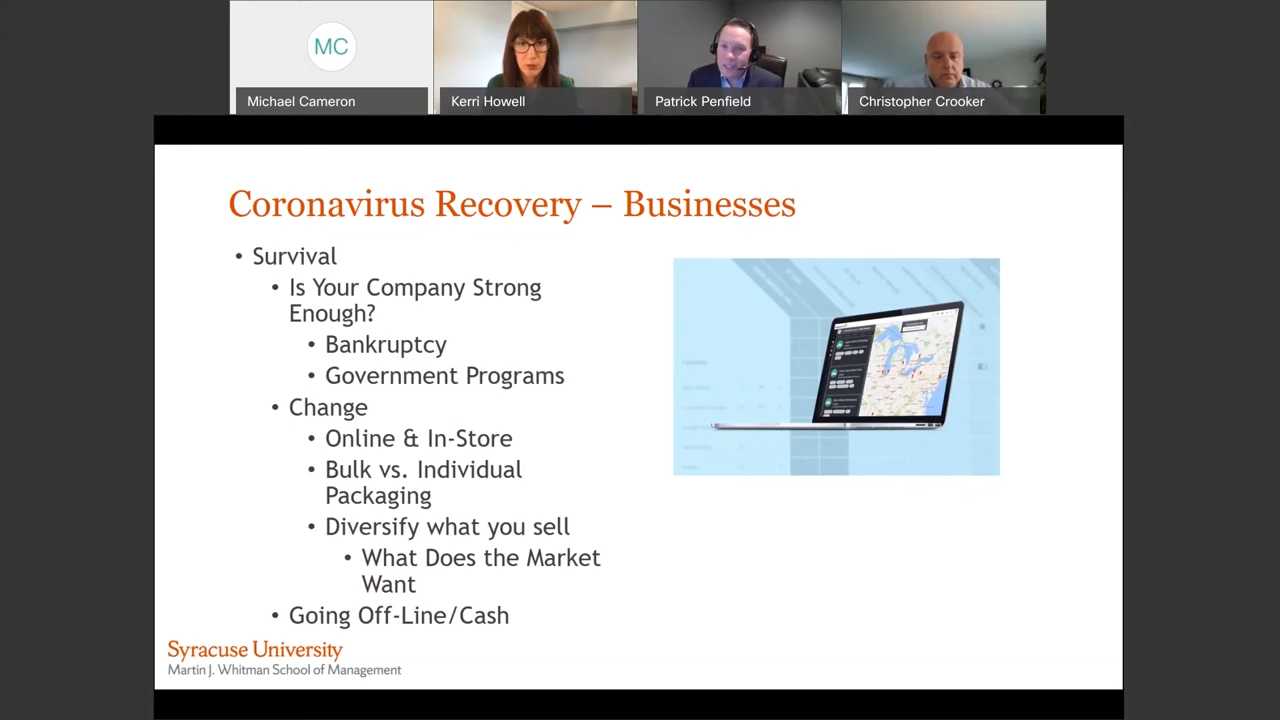 MC
Michael Cameron
Kerri Howell
Patrick Penfield
Christopher Crooker
Coronavirus Recovery – Businesses
• Survival
• Is Your Company Strong
Enough?
• Bankruptcy
• Government Programs
• Change
• Online & In-Store
• Bulk vs. Individual
Packaging
• Diversify what you sell
• What Does the Market
Want
• Going Off-Line/Cash
Syracuse University
Martin J. Whitman School of Management